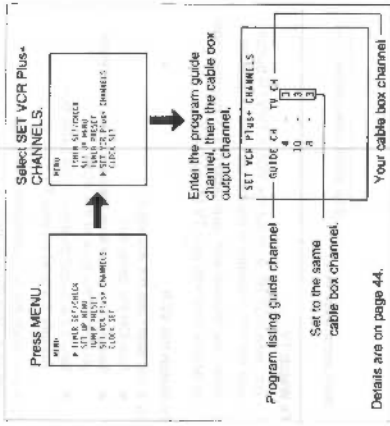 Press MENU.
MENU
▶TIMER SET/CHECK
SET UP MENU
TUNER PRESET
SET VCR Plus+ CHANNELS
CLOCK SET
Select SET VCR Plus+
CHANNELS.
MENU
TIMER SET/CHECK
SET UP MENU
TUNER PRESET
▶SET VCR Plus+ CHANNELS
CLOCK SET
Enter the program guide
channel, then the cable box
output channel.
SET VCR Plus+ CHANNELS
GUIDE CH TV CH
4 - 3
10 - 3
8 - 3
Program listing guide channel
Set to the same
cable box channel.
Your cable box channel
Details are on page 44.